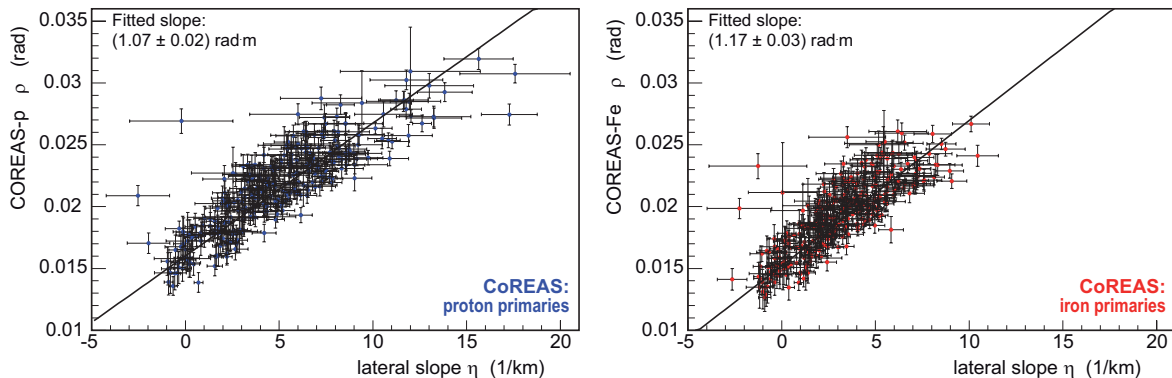 0.035
0.03
0.025
0.02
0.015
0.01
COREAS-p ρ (rad)
Fitted slope:
(1.07 ± 0.02) rad·m
CoREAS:
proton primaries
-5 0 5 10 15 20
lateral slope η (1/km)
0.035
0.03
0.025
0.02
0.015
0.01
COREAS-Fe ρ (rad)
Fitted slope:
(1.17 ± 0.03) rad·m
CoREAS:
iron primaries
-5 0 5 10 15 20
lateral slope η (1/km)